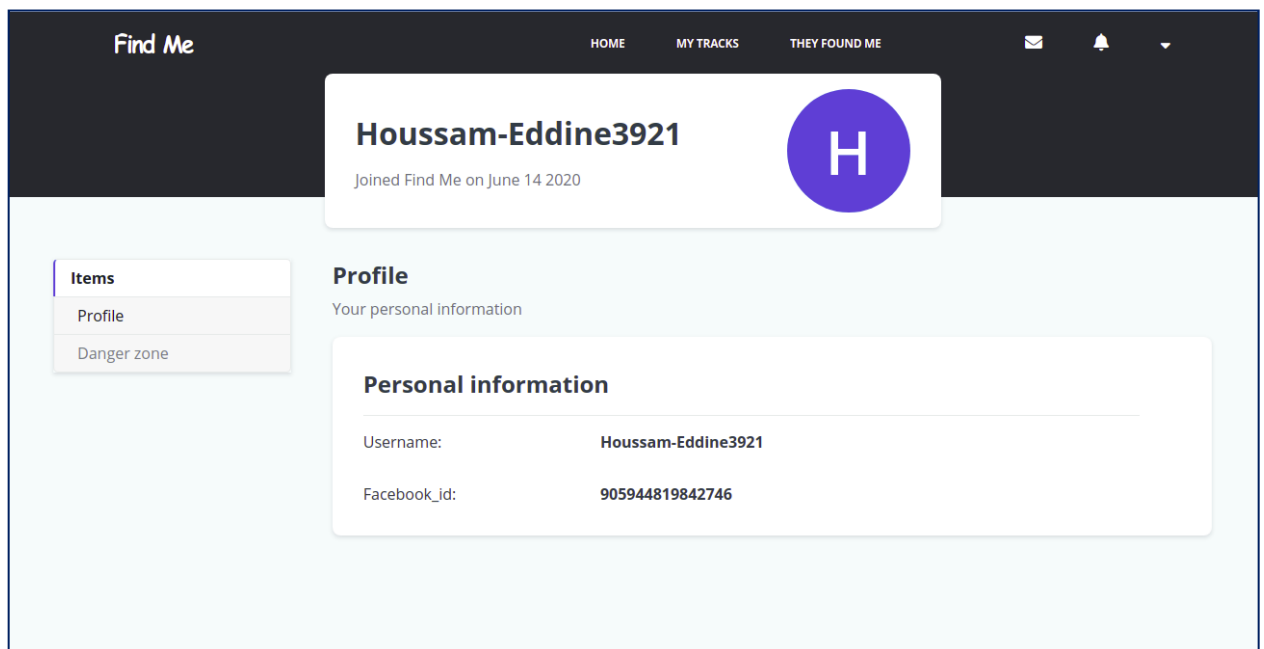 Find Me
HOME MY TRACKS THEY FOUND ME
Houssam-Eddine3921
Joined Find Me on June 14 2020
H
Items
Profile
Danger zone
Profile
Your personal information
Personal information
Username: Houssam-Eddine3921
Facebook_id: 905944819842746